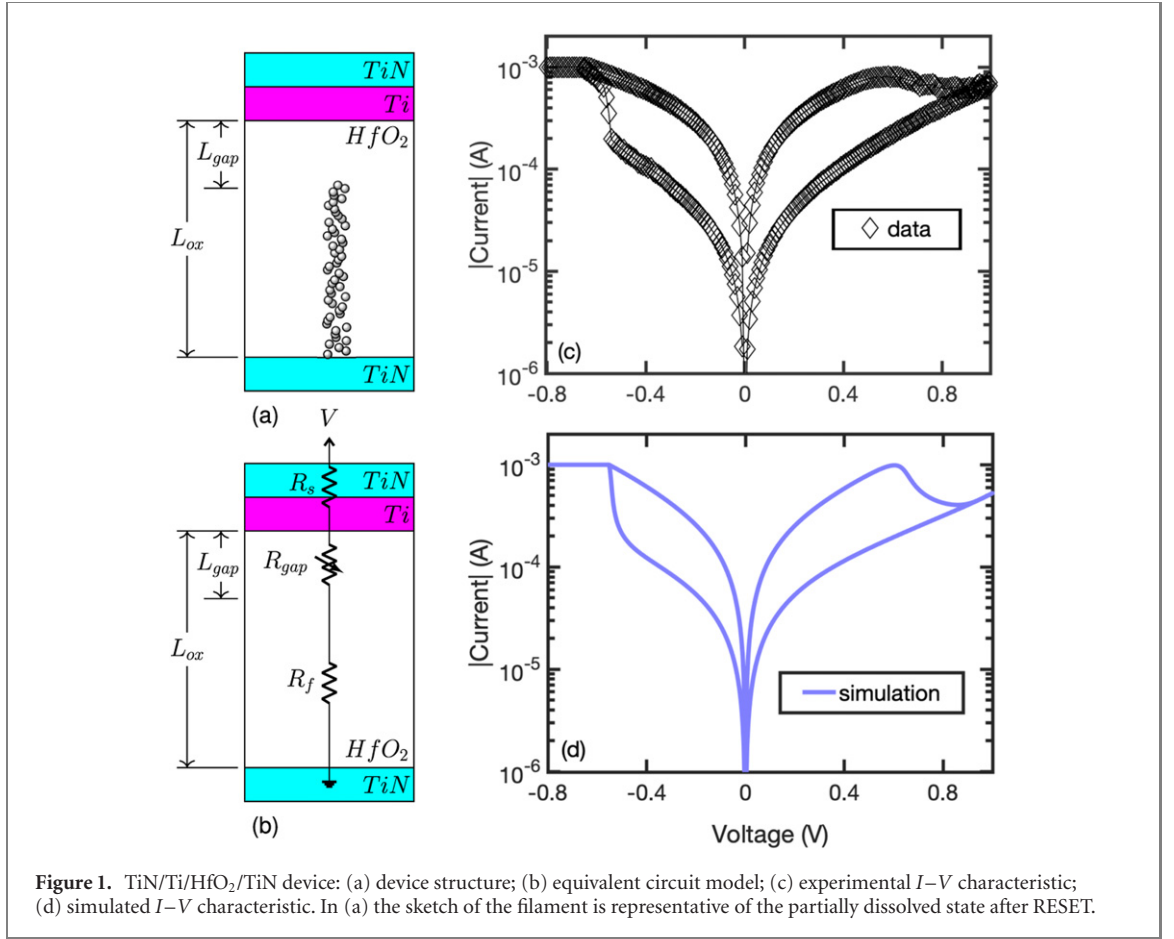 TiN
Ti
HfO₂
L_gap
L_ox
TiN
(a)
V
R_s
TiN
Ti
L_gap
R_gap
L_ox
R_f
HfO₂
TiN
(b)
|Current| (A)
10⁻³
10⁻⁴
10⁻⁵
10⁻⁶
◇ data
(c)
-0.8 -0.4 0 0.4 0.8
|Current| (A)
10⁻³
10⁻⁴
10⁻⁵
10⁻⁶
simulation
(d)
-0.8 -0.4 0 0.4 0.8
Voltage (V)
Figure 1. TiN/Ti/HfO₂/TiN device: (a) device structure; (b) equivalent circuit model; (c) experimental I–V characteristic;
(d) simulated I–V characteristic. In (a) the sketch of the filament is representative of the partially dissolved state after RESET.